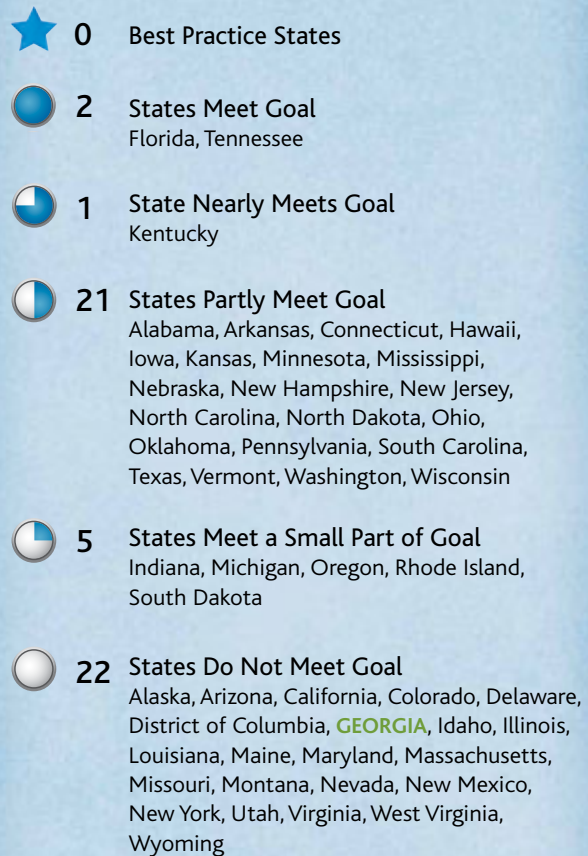 0 Best Practice States
2 States Meet Goal
Florida, Tennessee
1 State Nearly Meets Goal
Kentucky
21 States Partly Meet Goal
Alabama, Arkansas, Connecticut, Hawaii,
Iowa, Kansas, Minnesota, Mississippi,
Nebraska, New Hampshire, New Jersey,
North Carolina, North Dakota, Ohio,
Oklahoma, Pennsylvania, South Carolina,
Texas, Vermont, Washington, Wisconsin
5 States Meet a Small Part of Goal
Indiana, Michigan, Oregon, Rhode Island,
South Dakota
22 States Do Not Meet Goal
Alaska, Arizona, California, Colorado, Delaware,
District of Columbia, GEORGIA, Idaho, Illinois,
Louisiana, Maine, Maryland, Massachusetts,
Missouri, Montana, Nevada, New Mexico,
New York, Utah, Virginia, West Virginia,
Wyoming